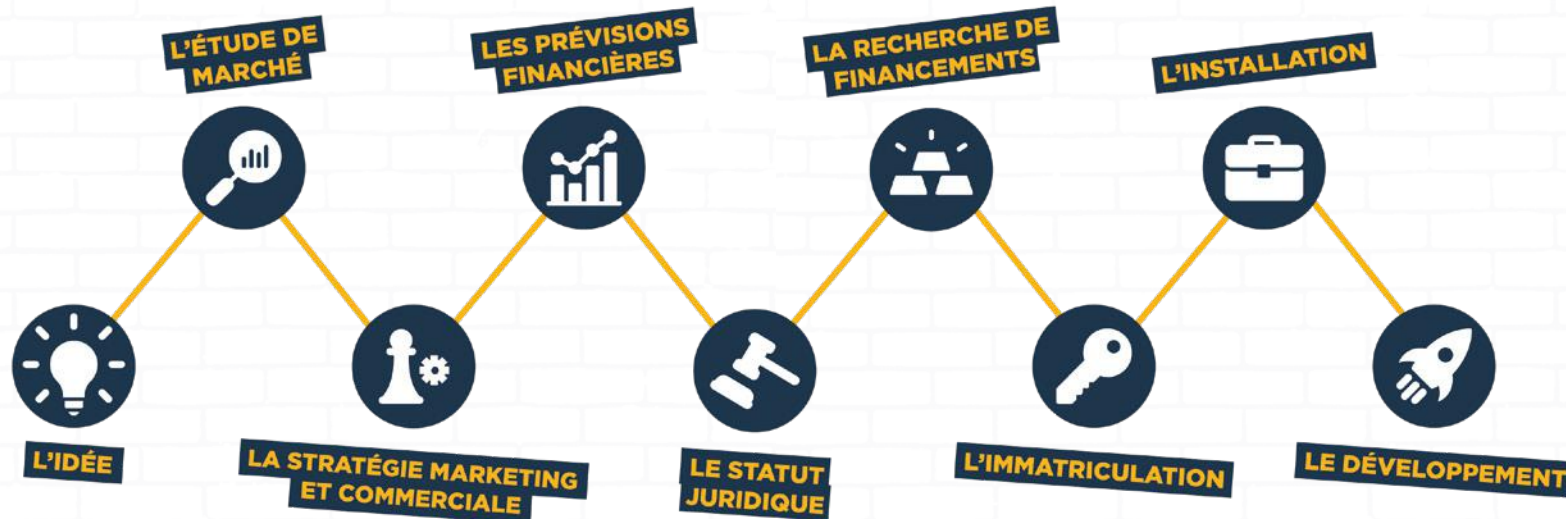 L'IDÉE
L'ÉTUDE DE
MARCHÉ
LA STRATÉGIE MARKETING
ET COMMERCIALE
LES PRÉVISIONS
FINANCIÈRES
LE STATUT
JURIDIQUE
LA RECHERCHE DE
FINANCEMENTS
L'IMMATRICULATION
L'INSTALLATION
LE DÉVELOPPEMENT